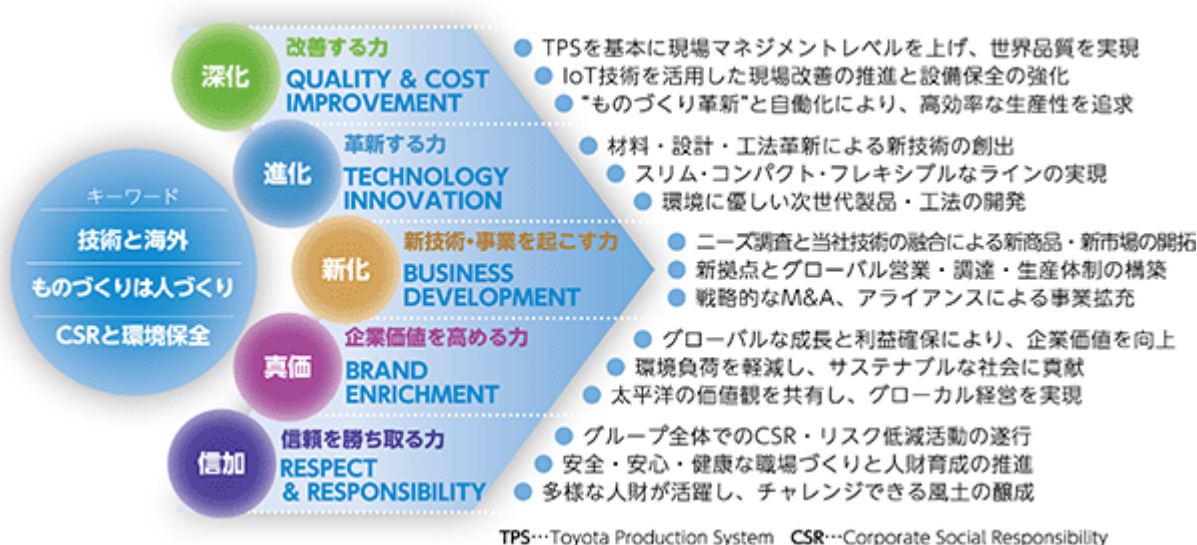 キーワード
技術と海外
ものづくりは人づくり
CSRと環境保全
深化
改善する力
QUALITY & COST
IMPROVEMENT
● TPSを基本に現場マネジメントレベルを上げ、世界品質を実現
● IoT技術を活用した現場改善の推進と設備保全の強化
● "ものづくり革新"と自働化により、高効率な生産性を追求
進化
革新する力
TECHNOLOGY
INNOVATION
● 材料・設計・工法革新による新技術の創出
● スリム・コンパクト・フレキシブルなラインの実現
● 環境に優しい次世代製品・工法の開発
新化
新技術・事業を起こす力
BUSINESS
DEVELOPMENT
● ニーズ調査と当社技術の融合による新商品・新市場の開拓
● 新拠点とグローバル営業・調達・生産体制の構築
● 戦略的なM&A、アライアンスによる事業拡充
真価
企業価値を高める力
BRAND
ENRICHMENT
● グローバルな成長と利益確保により、企業価値を向上
● 環境負荷を軽減し、サステナブルな社会に貢献
● 太平洋の価値観を共有し、グローカル経営を実現
信加
信頼を勝ち取る力
RESPECT
& RESPONSIBILITY
● グループ全体でのCSR・リスク低減活動の遂行
● 安全・安心・健康な職場づくりと人財育成の推進
● 多様な人財が活躍し、チャレンジできる風土の醸成
TPS…Toyota Production System CSR…Corporate Social Responsibility